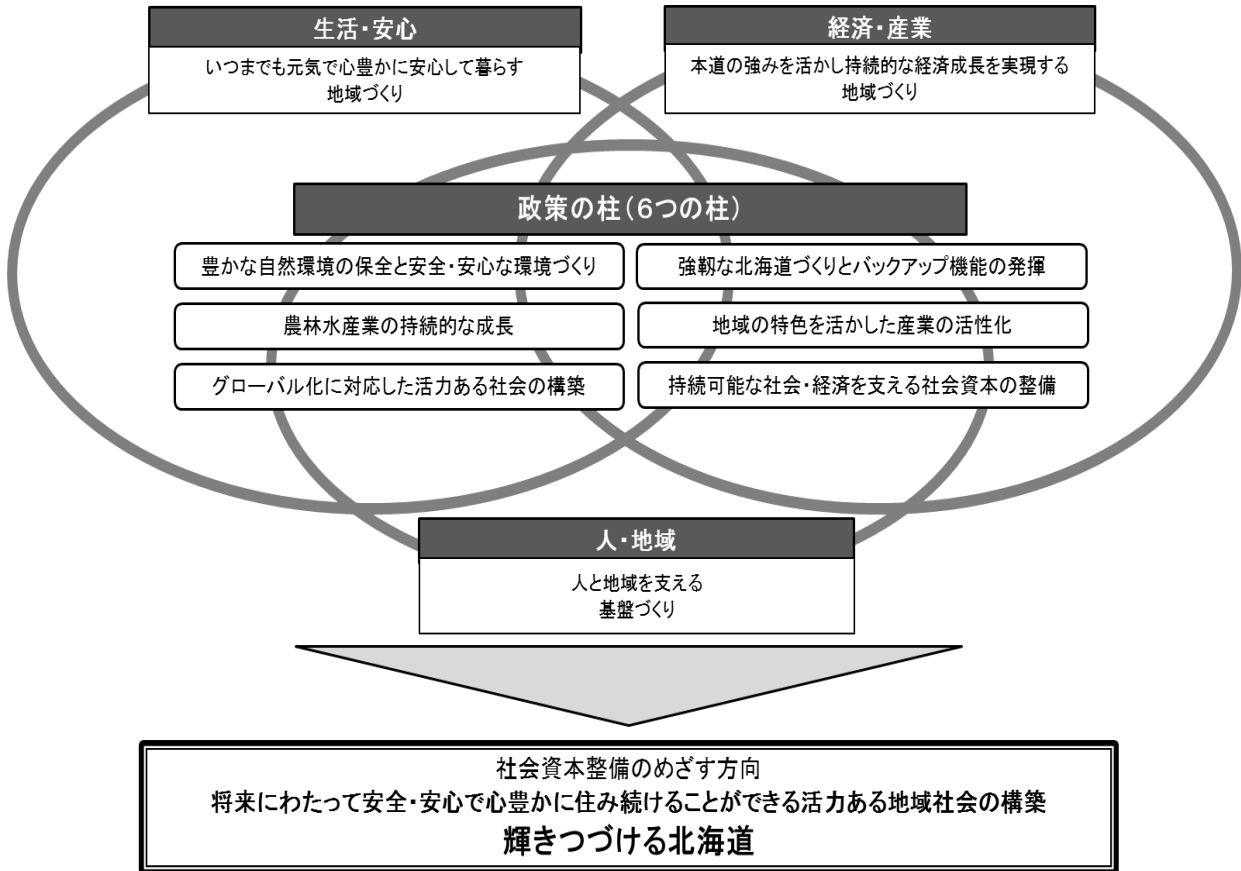 生活・安心
いつまでも元気で心豊かに安心して暮らす
地域づくり
経済・産業
本道の強みを活かし持続的な経済成長を実現する
地域づくり
政策の柱(6つの柱)
豊かな自然環境の保全と安全・安心な環境づくり
強靱な北海道づくりとバックアップ機能の発揮
農林水産業の持続的な成長
地域の特色を活かした産業の活性化
グローバル化に対応した活力ある社会の構築
持続可能な社会・経済を支える社会資本の整備
人・地域
人と地域を支える
基盤づくり
社会資本整備のめざす方向
将来にわたって安全・安心で心豊かに住み続けることができる活力ある地域社会の構築
輝きつづける北海道